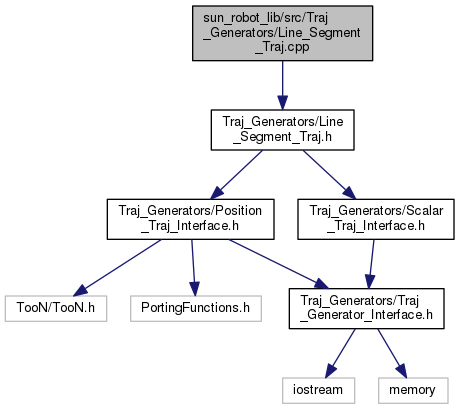 sun_robot_lib/src/Traj
_Generators/Line_Segment
_Traj.cpp
Traj_Generators/Line
_Segment_Traj.h
Traj_Generators/Position
_Traj_Interface.h
Traj_Generators/Scalar
_Traj_Interface.h
TooN/TooN.h
PortingFunctions.h
Traj_Generators/Traj
_Generator_Interface.h
iostream
memory